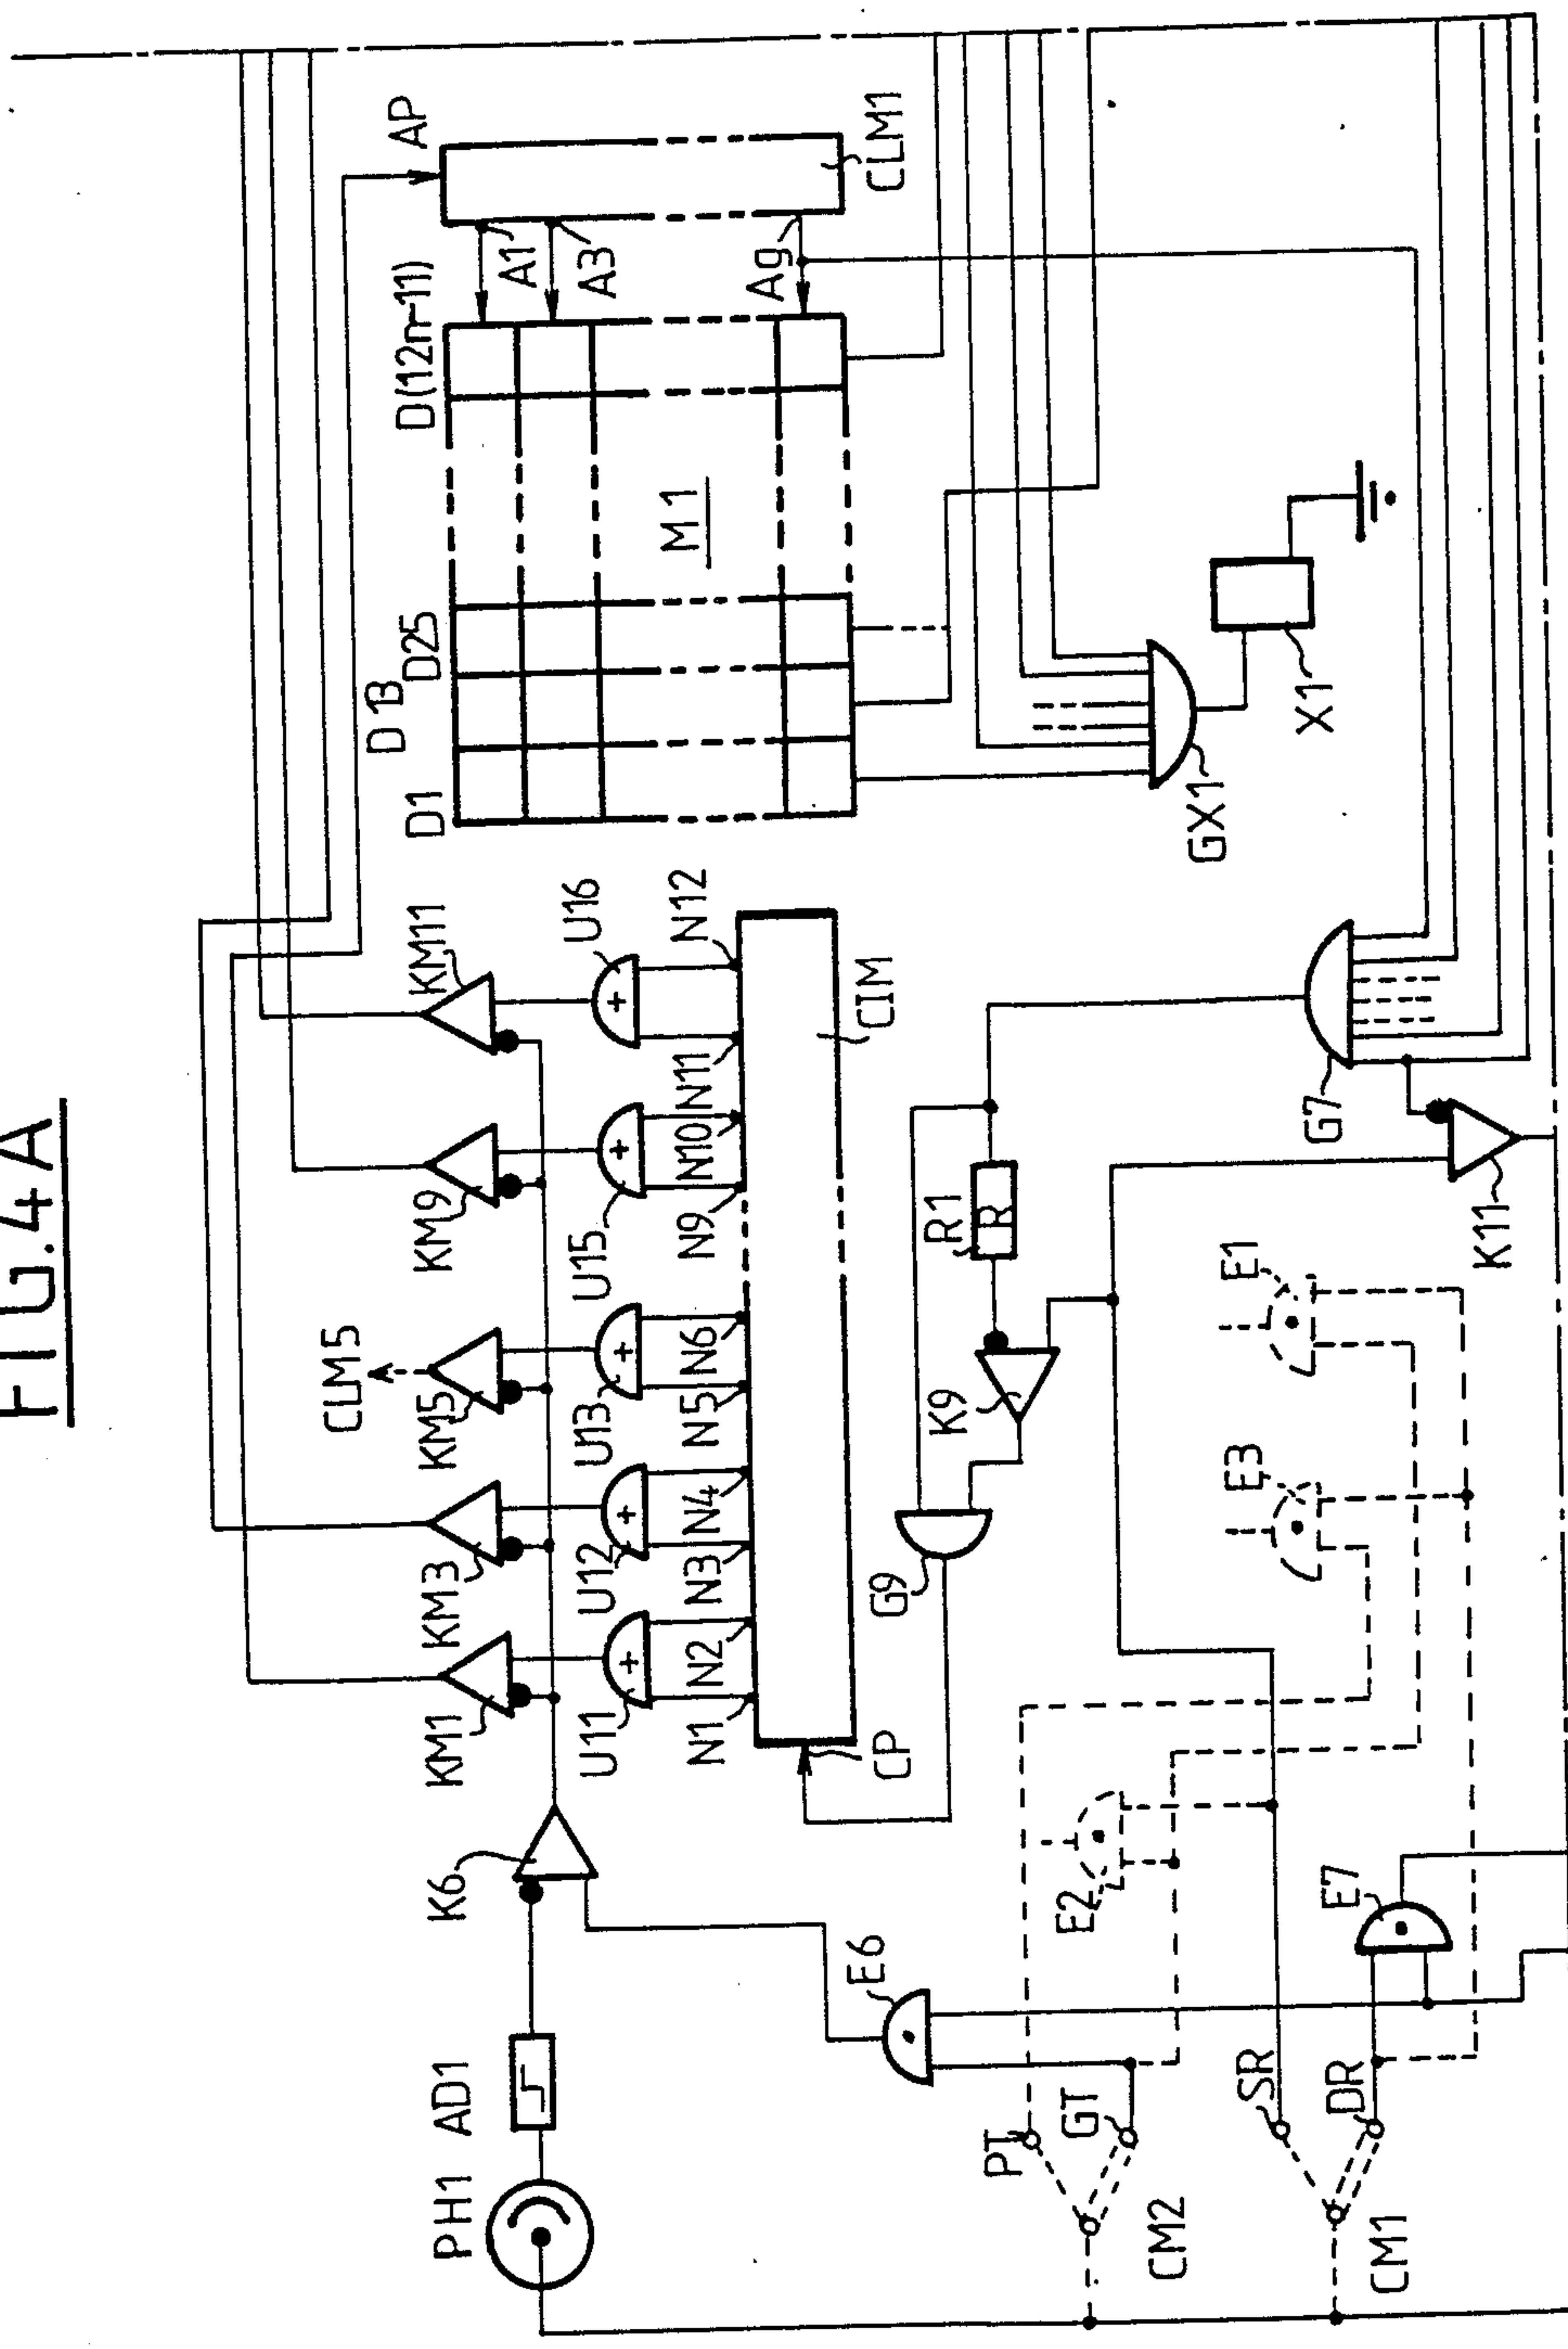 FIG.4A
PH1
AD1
K6
KM1
KM3
KM5
CLM5
KM9
KM11
U11
U12
U13
U15
U16
+
+
+
+
+
N1
N2
N3
N4
N5
N6
N9
N10
N11
N12
CP
CIM
D1
D13
D25
D(12n-11)
AP
A1
A3
A9
M1
CLM1
GX1
X1
G9
K9
R1
R
G7
K11
E6
E2
E3
E1
E7
PT
GT
CM2
SR
DR
CM1